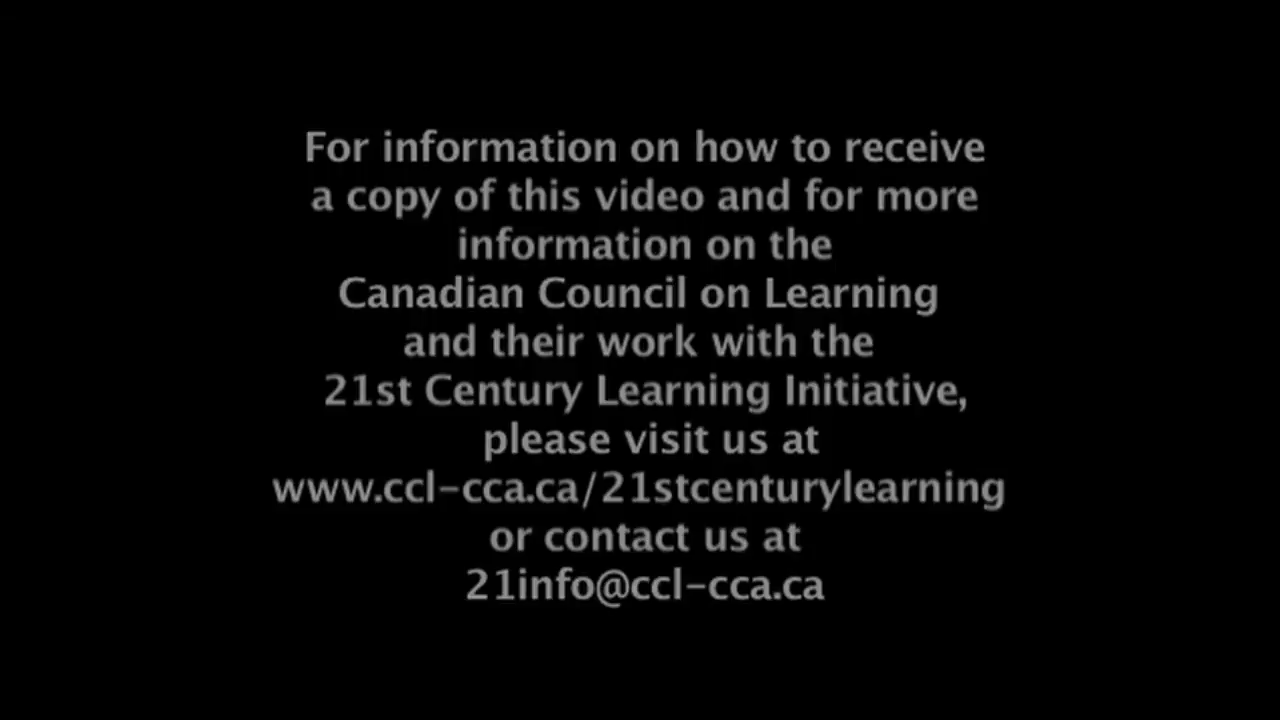 For information on how to receive
a copy of this video and for more
information on the
Canadian Council on Learning
and their work with the
21st Century Learning Initiative,
please visit us at
www.ccl-cca.ca/21stcenturylearning
or contact us at
21info@ccl-cca.ca